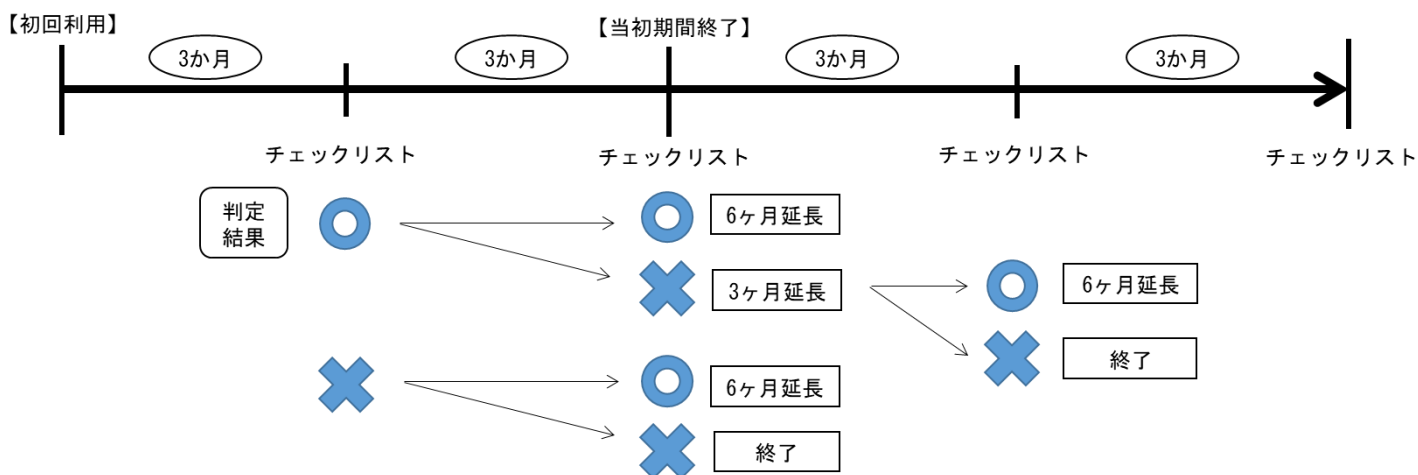 【初回利用】
【当初期間終了】
3か月
3か月
3か月
3か月
チェックリスト
チェックリスト
チェックリスト
チェックリスト
判定
結果
6ヶ月延長
3ヶ月延長
6ヶ月延長
終了
6ヶ月延長
終了